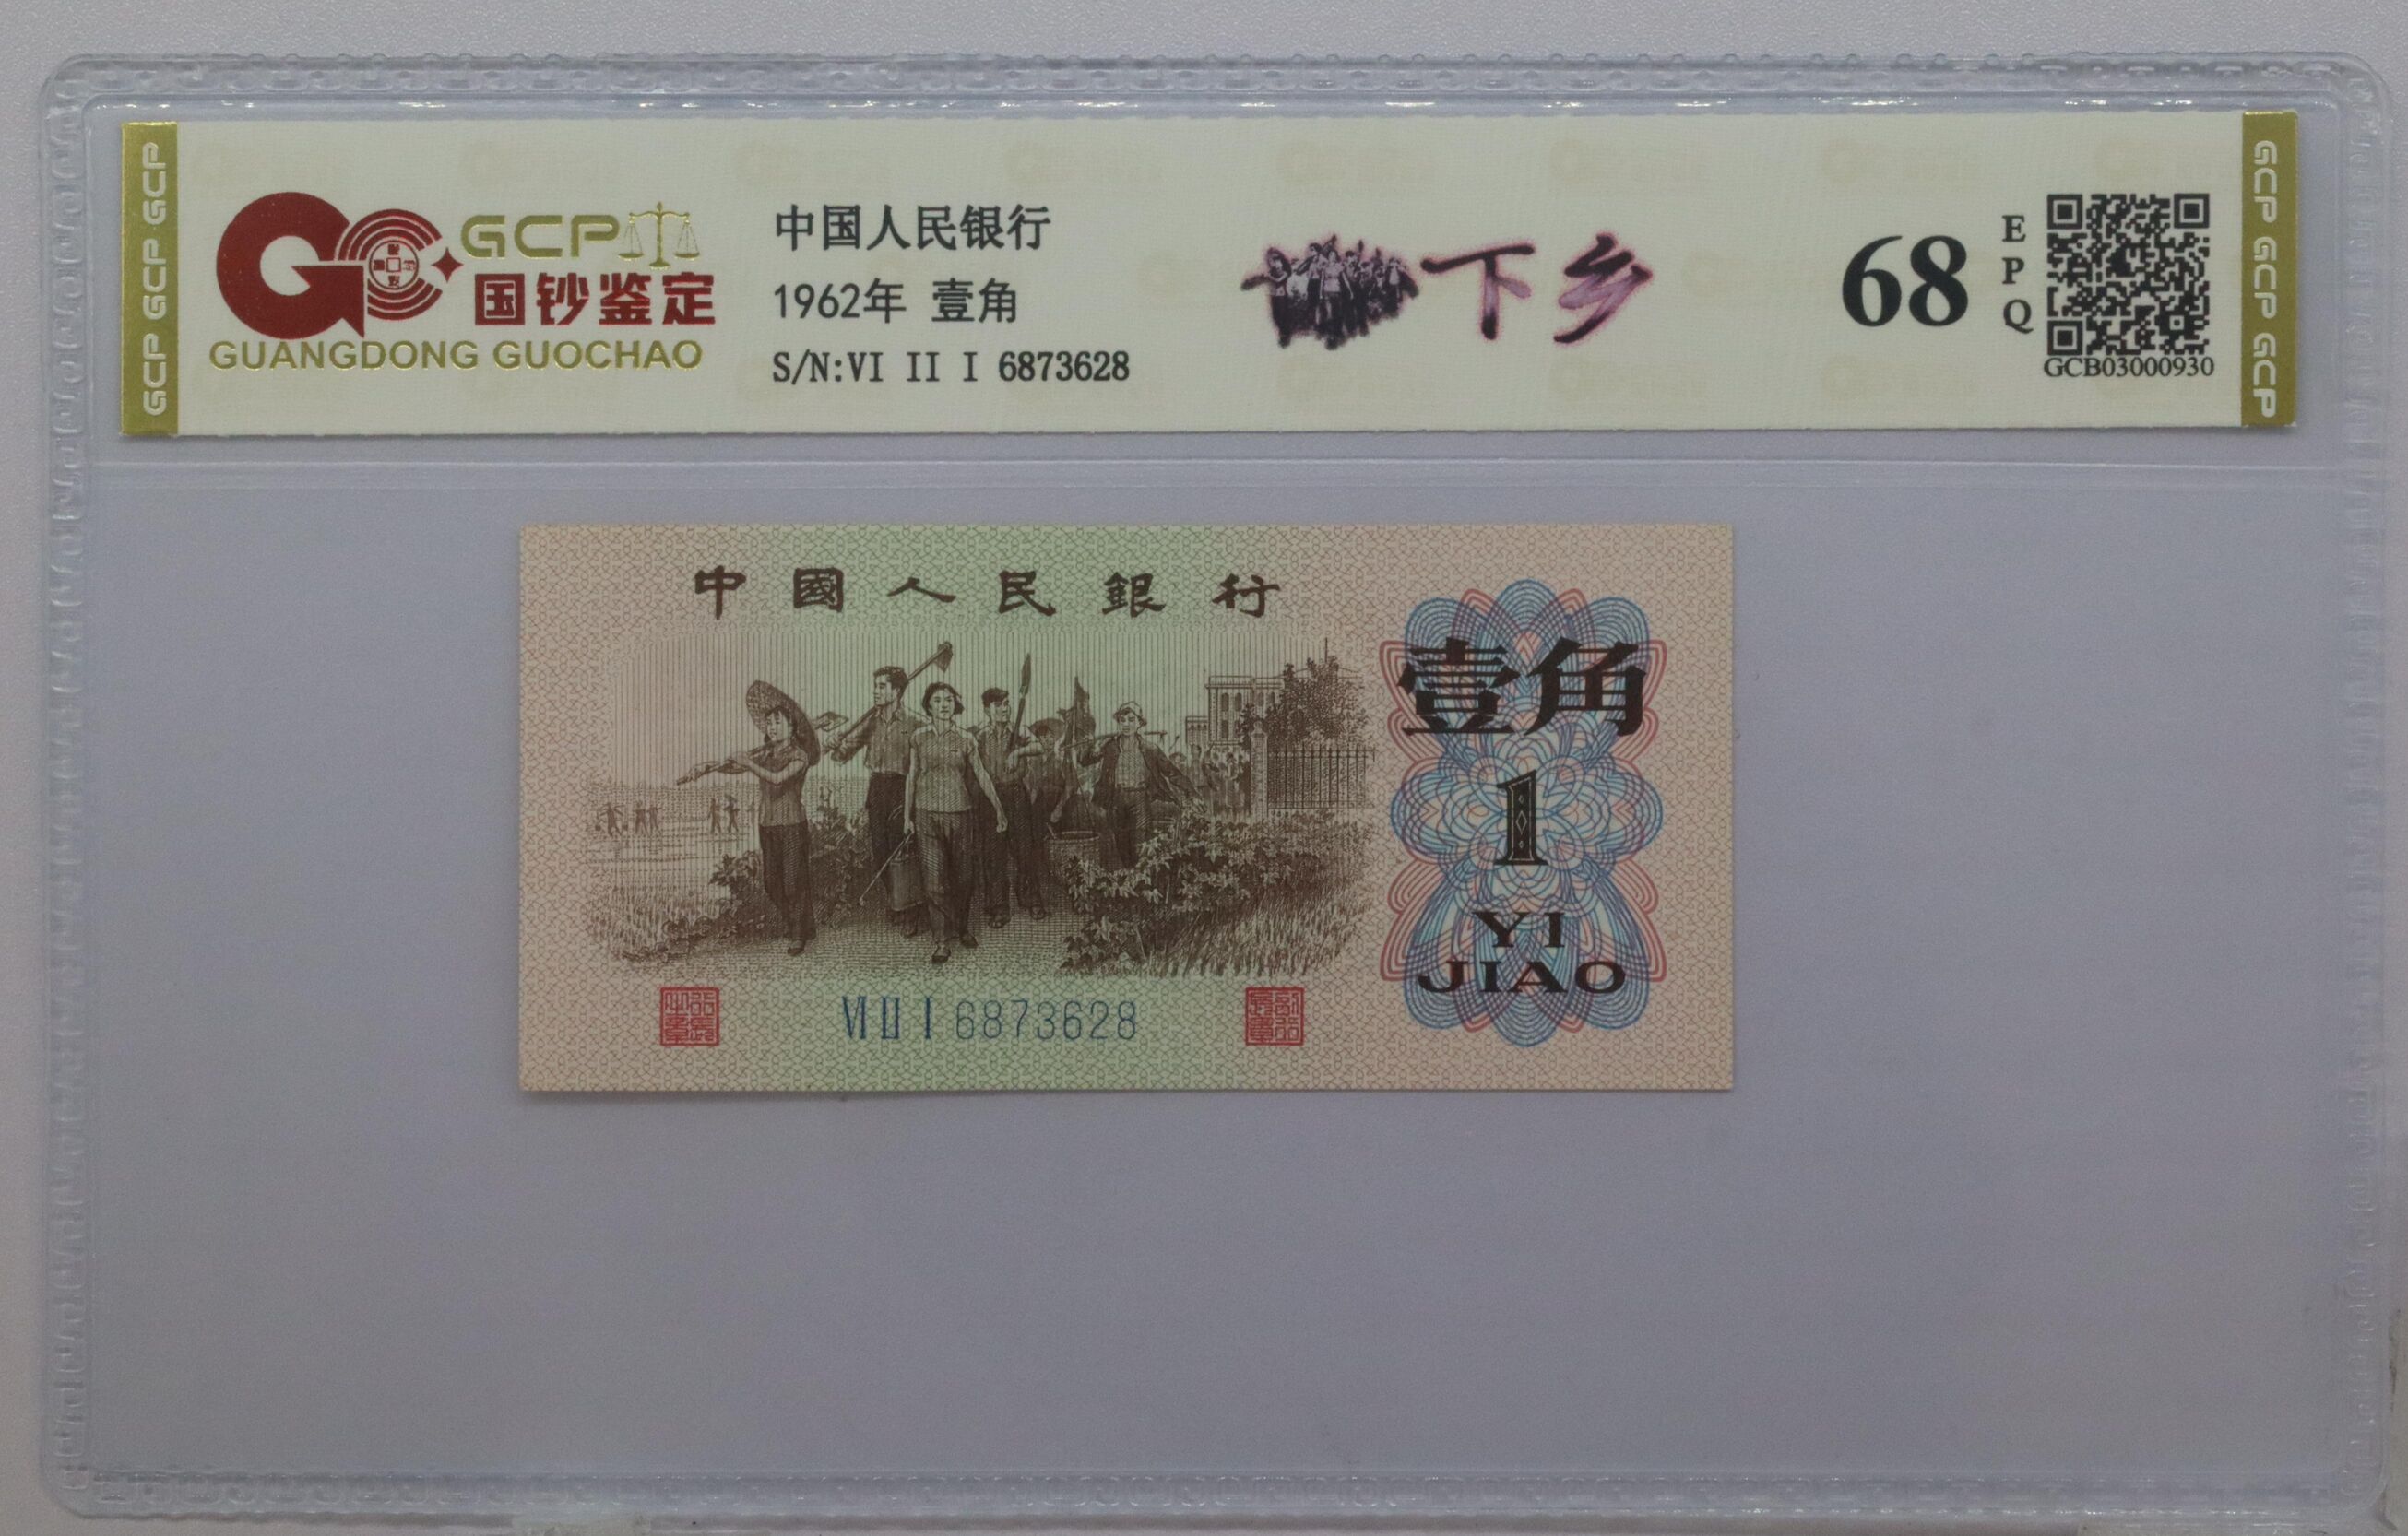 GCP GCP GCP
GCP
国钞鉴定
GUANGDONG GUOCHAO
中国人民银行
1962年 壹角
S/N:VI II I 6873628
下乡
68
EPQ
GCB03000930
GCP GCP GCP
中國人民銀行
壹角
1
YI
JIAO
VI II I 6873628